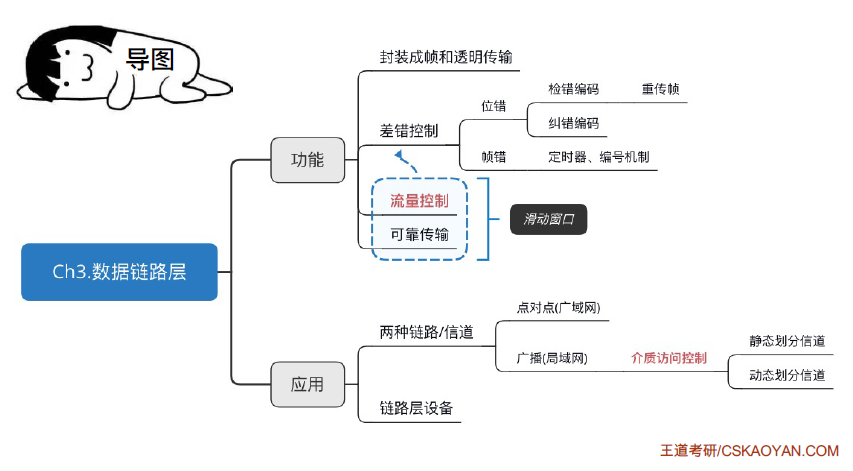 导图
封装成帧和透明传输
检错编码
重传帧
位错
纠错编码
差错控制
帧错
定时器、编号机制
功能
流量控制
可靠传输
滑动窗口
Ch3.数据链路层
点对点(广域网)
两种链路/信道
静态划分信道
广播(局域网)
介质访问控制
动态划分信道
应用
链路层设备
王道考研/CSKAOYAN.COM